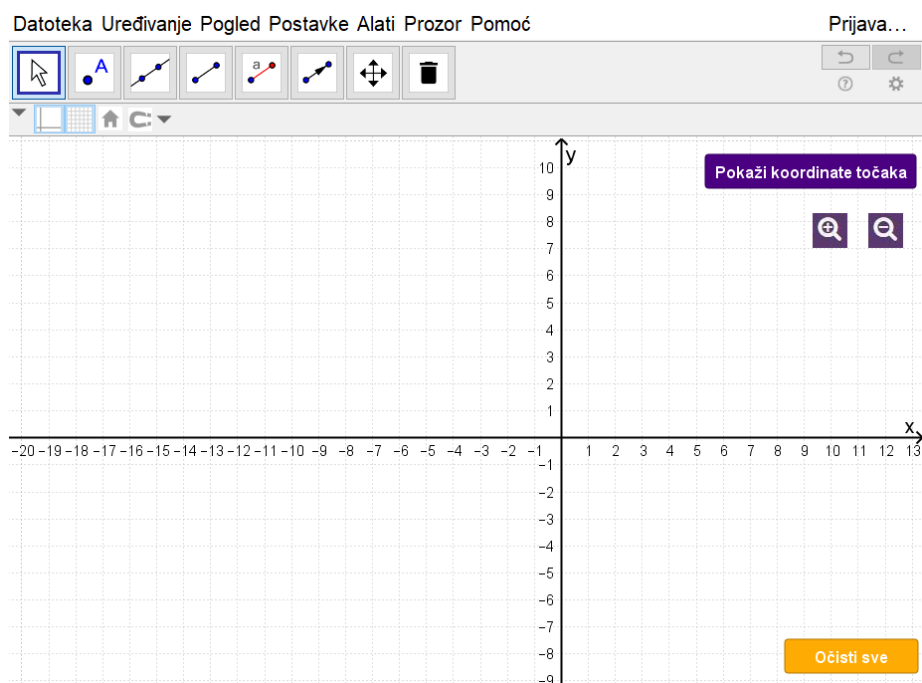 Datoteka Uređivanje Pogled Postavke Alati Prozor Pomoć Prijava...
A a
y
Pokaži koordinate točaka
10
9
8
7
6
5
4
3
2
1
x
-20 -19 -18 -17 -16 -15 -14 -13 -12 -11 -10 -9 -8 -7 -6 -5 -4 -3 -2 -1 1 2 3 4 5 6 7 8 9 10 11 12 13
-1
-2
-3
-4
-5
-6
-7
-8
Očisti sve
-9